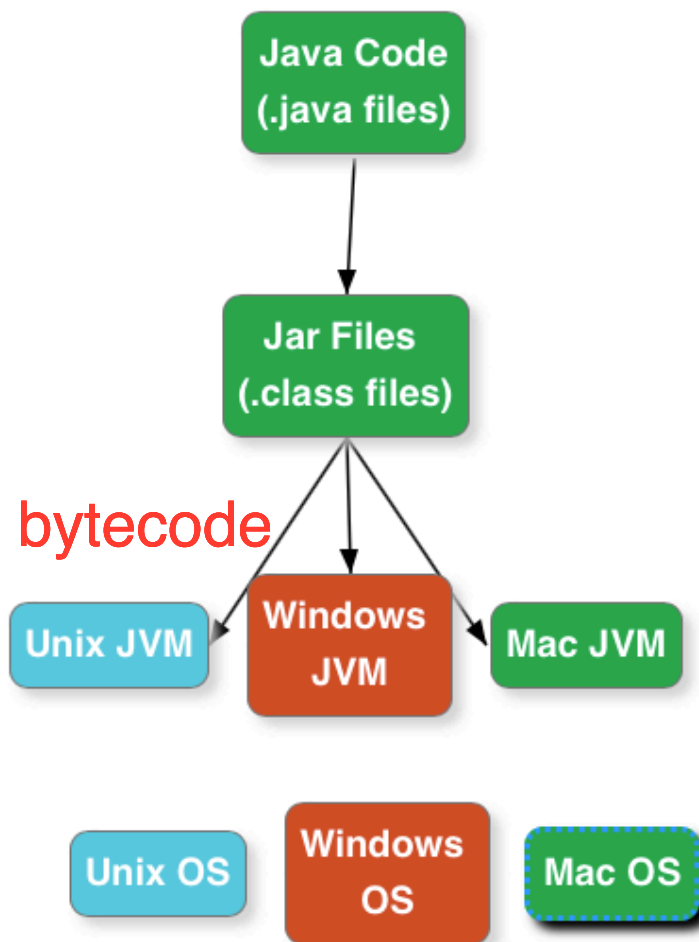 Java Code
(.java files)
Jar Files
(.class files)
bytecode
Unix JVM
Windows
JVM
Mac JVM
Unix OS
Windows
OS
Mac OS